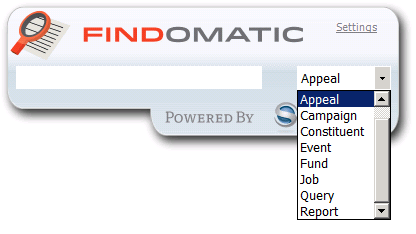 FINDOMATIC
Settings
Appeal
Appeal
Campaign
Constituent
Event
Fund
Job
Query
Report
POWERED BY